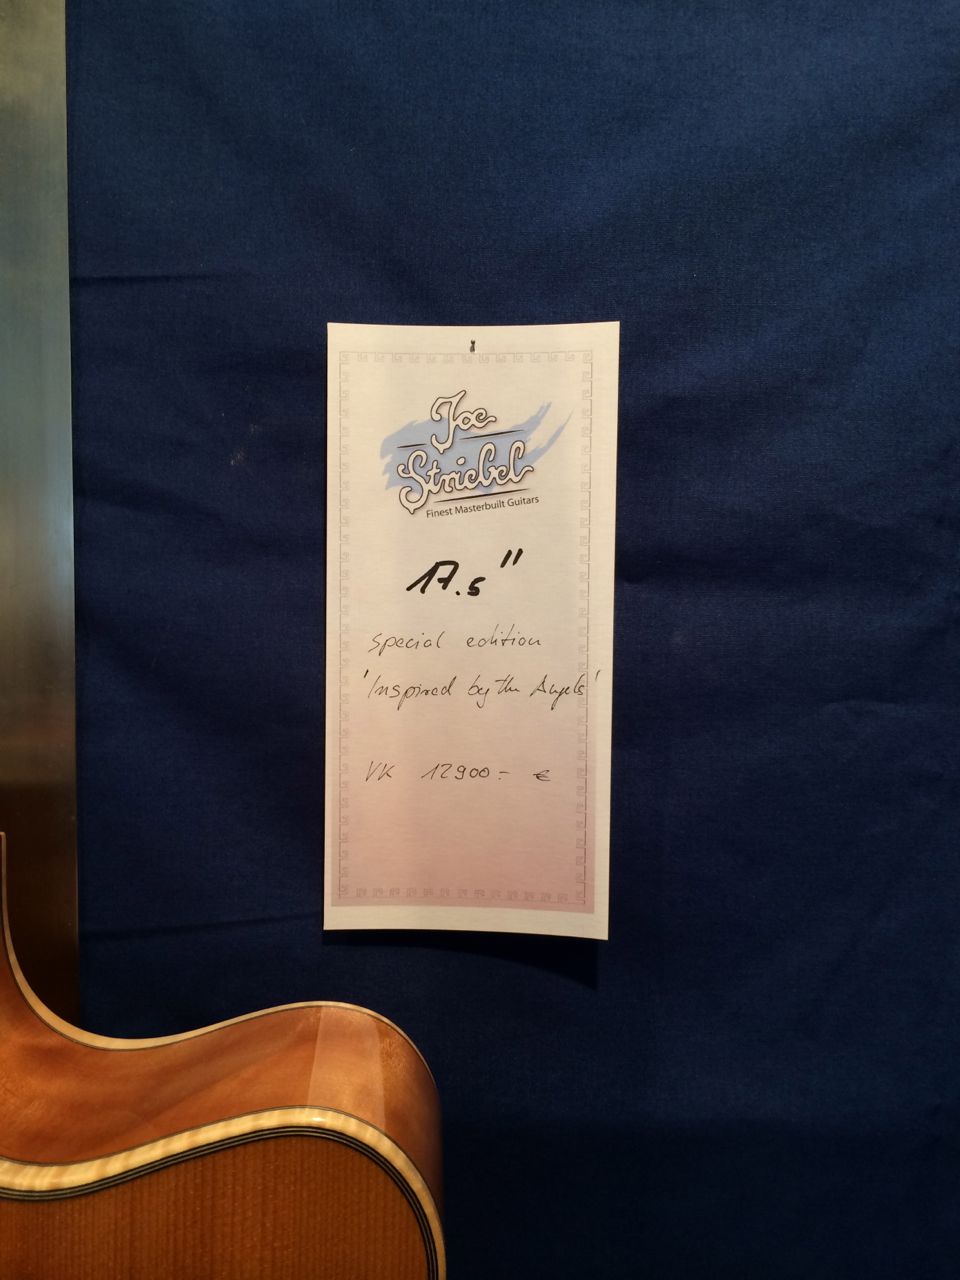 Joe
Striebel
Finest Masterbuilt Guitars
17.5"
special edition
'Inspired by the Angels'
VK 12900.- €